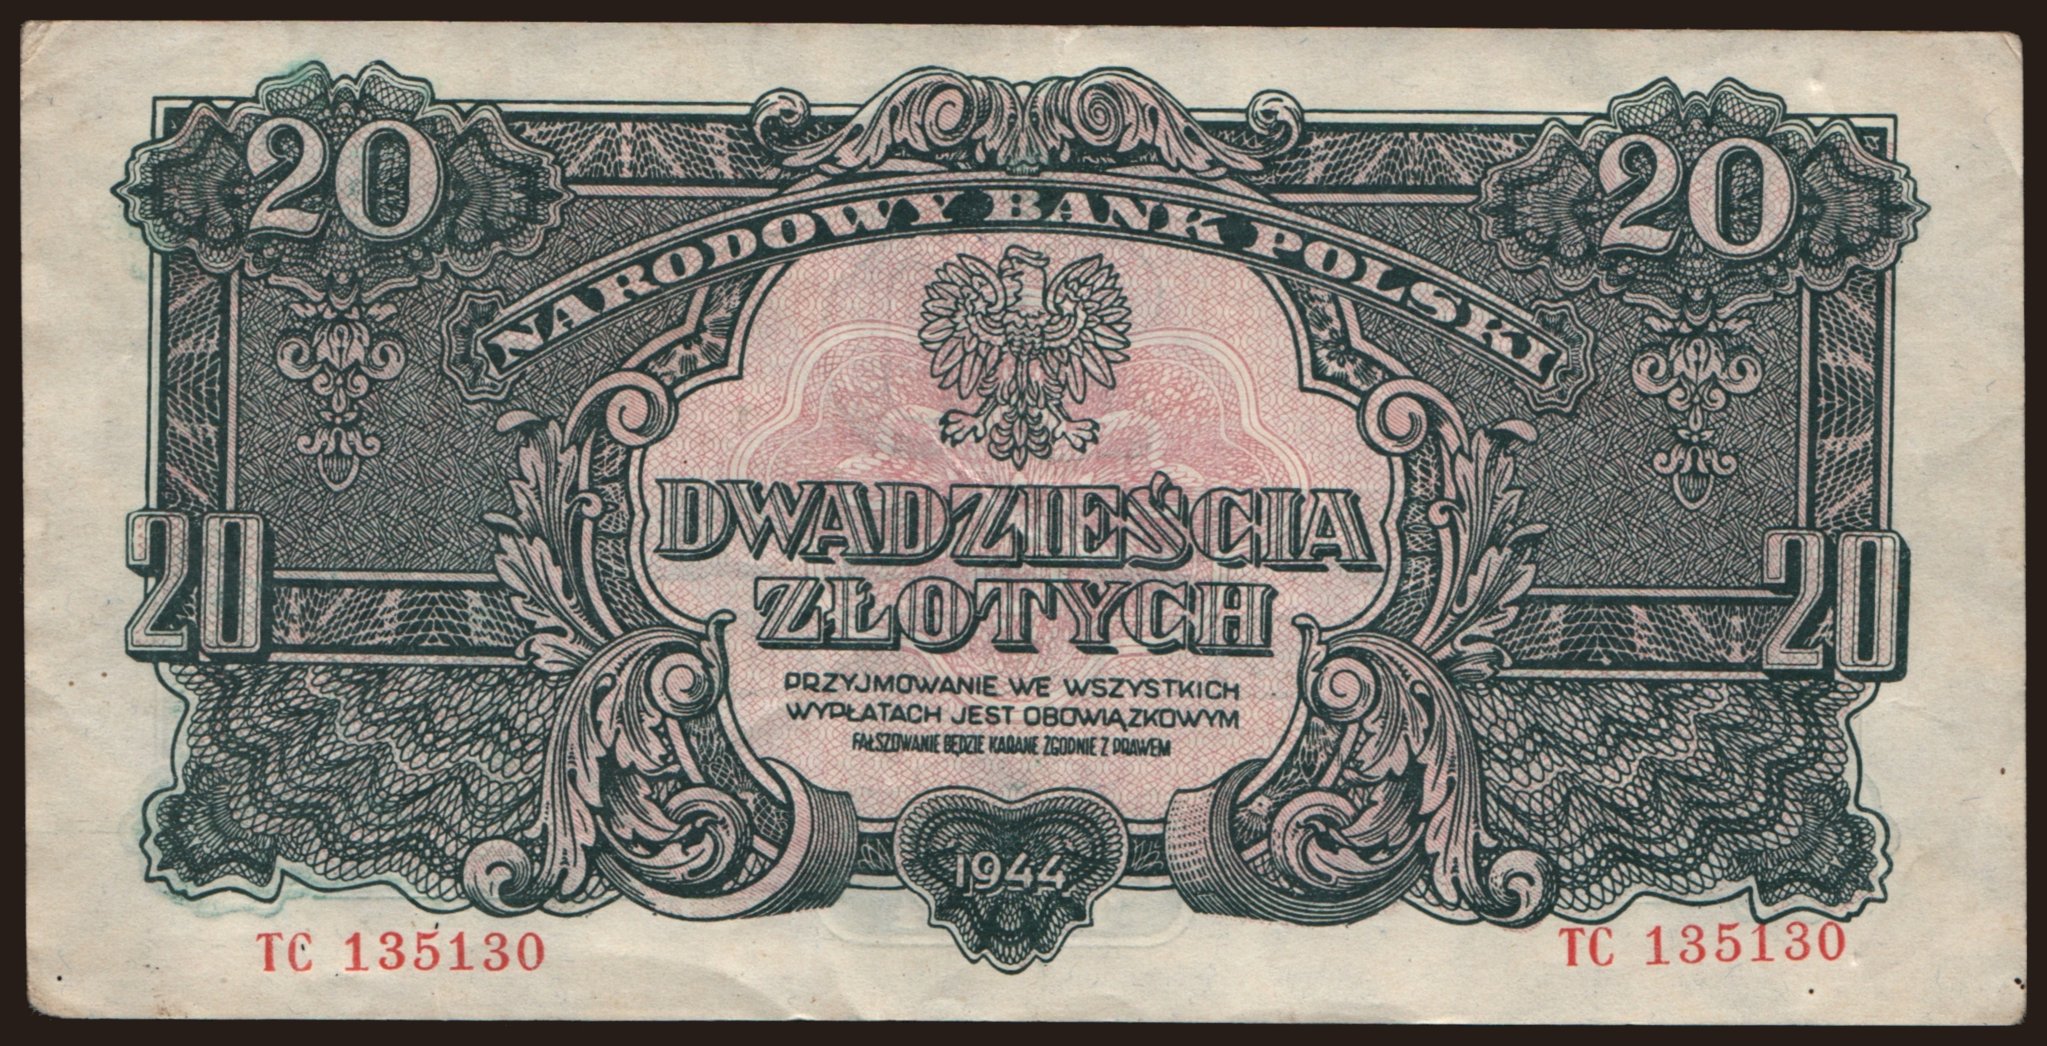 20 20
NARODOWY BANK POLSKI
DWADZIEŚCIA
ZŁOTYCH
20 20
PRZYJMOWANIE WE WSZYSTKICH
WYPŁATACH JEST OBOWIĄZKOWYM
FAŁSZOWANIE BĘDZIE KARANE ZGODNIE Z PRAWEM
1944
TC 135130 TC 135130